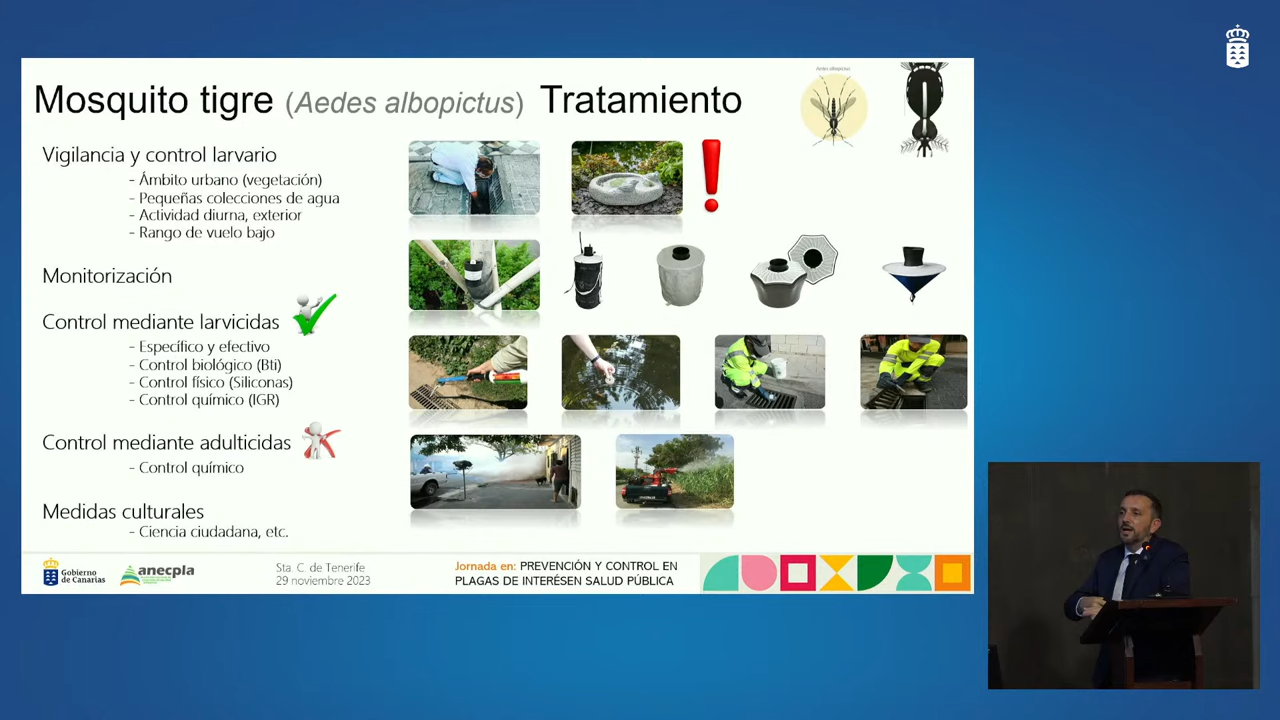 Mosquito tigre (Aedes albopictus) Tratamiento
Aedes albopictus
Vigilancia y control larvario
- Ámbito urbano (vegetación)
- Pequeñas colecciones de agua
- Actividad diurna, exterior
- Rango de vuelo bajo
Monitorización
Control mediante larvicidas
- Específico y efectivo
- Control biológico (Bti)
- Control físico (Siliconas)
- Control químico (IGR)
Control mediante adulticidas
- Control químico
Medidas culturales
- Ciencia ciudadana, etc.
Gobierno
de Canarias
anecpla
Sta. C. de Tenerife
29 noviembre 2023
Jornada en: PREVENCIÓN Y CONTROL EN
PLAGAS DE INTERÉSEN SALUD PÚBLICA